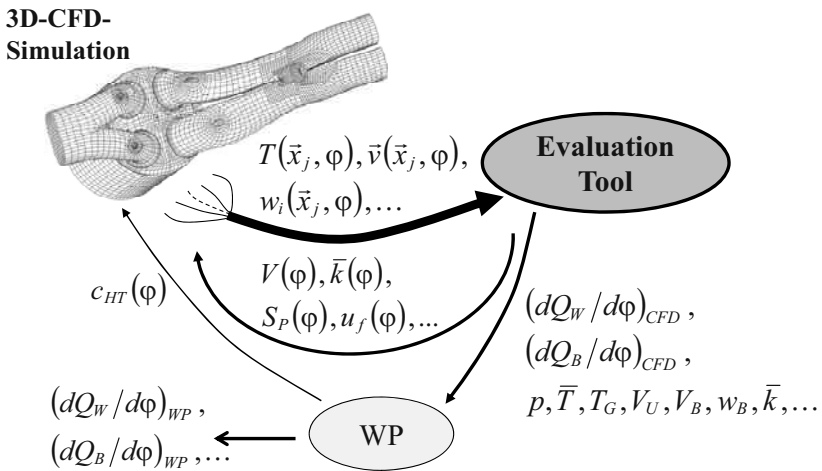 3D-CFD-
Simulation
T(x⃗_j, φ), v⃗(x⃗_j, φ),
w_i(x⃗_j, φ), …
Evaluation
Tool
V(φ), k̅(φ),
S_P(φ), u_f(φ), ...
c_HT(φ)
(dQ_W/dφ)_CFD ,
(dQ_B/dφ)_CFD ,
p, T̅, T_G, V_U, V_B, w_B, k̅, …
(dQ_W/dφ)_WP ,
(dQ_B/dφ)_WP , …
WP